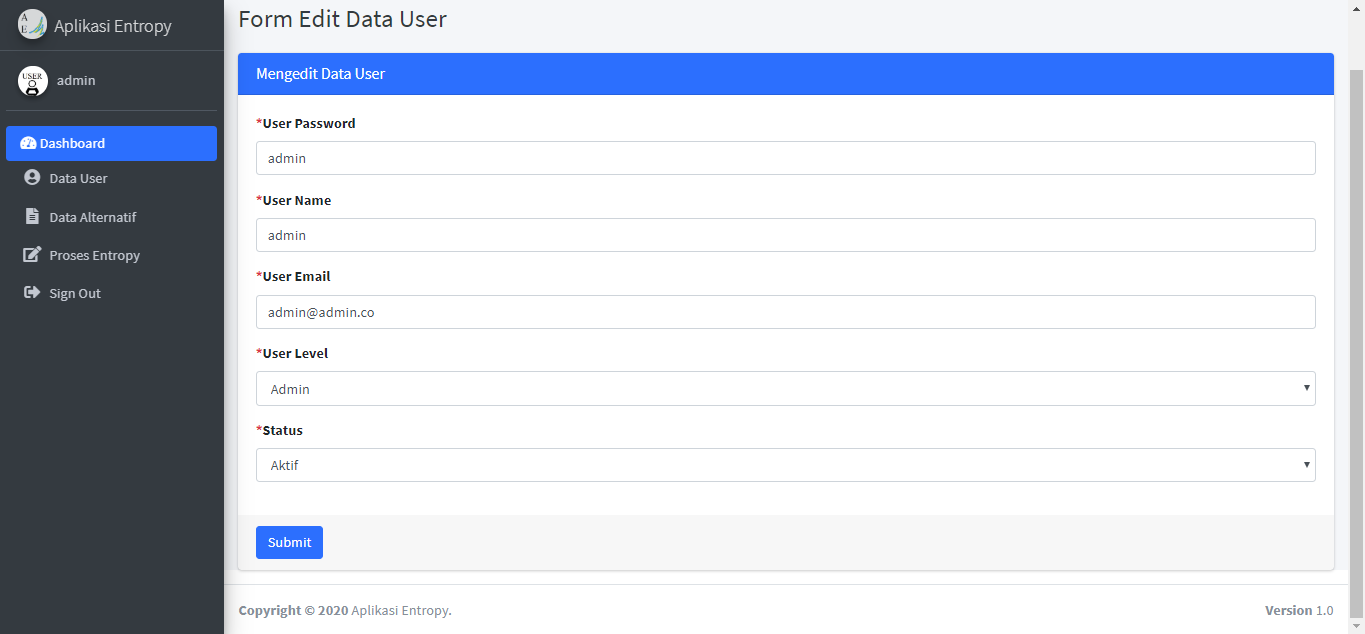 A
E
Aplikasi Entropy
USER
admin
Dashboard
Data User
Data Alternatif
Proses Entropy
Sign Out
Form Edit Data User
Mengedit Data User
*User Password
admin
*User Name
admin
*User Email
admin@admin.co
*User Level
Admin
*Status
Aktif
Submit
Copyright © 2020 Aplikasi Entropy.
Version 1.0